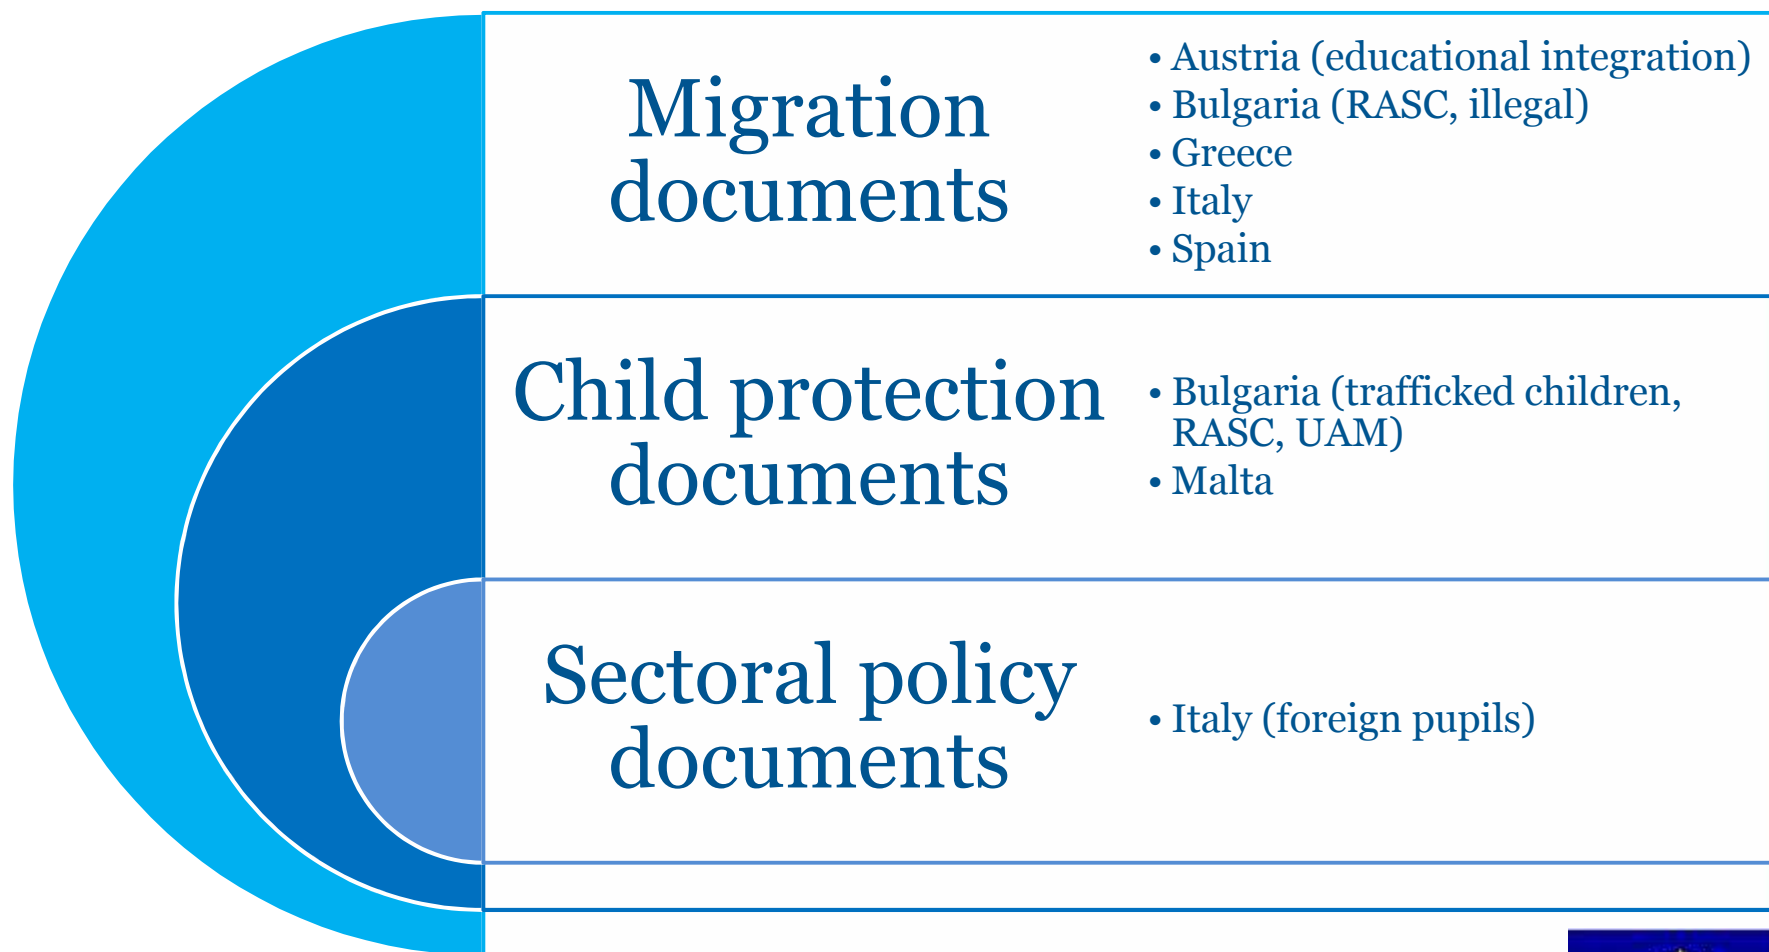 Migration
documents
• Austria (educational integration)
• Bulgaria (RASC, illegal)
• Greece
• Italy
• Spain
Child protection
documents
• Bulgaria (trafficked children,
RASC, UAM)
• Malta
Sectoral policy
documents
• Italy (foreign pupils)